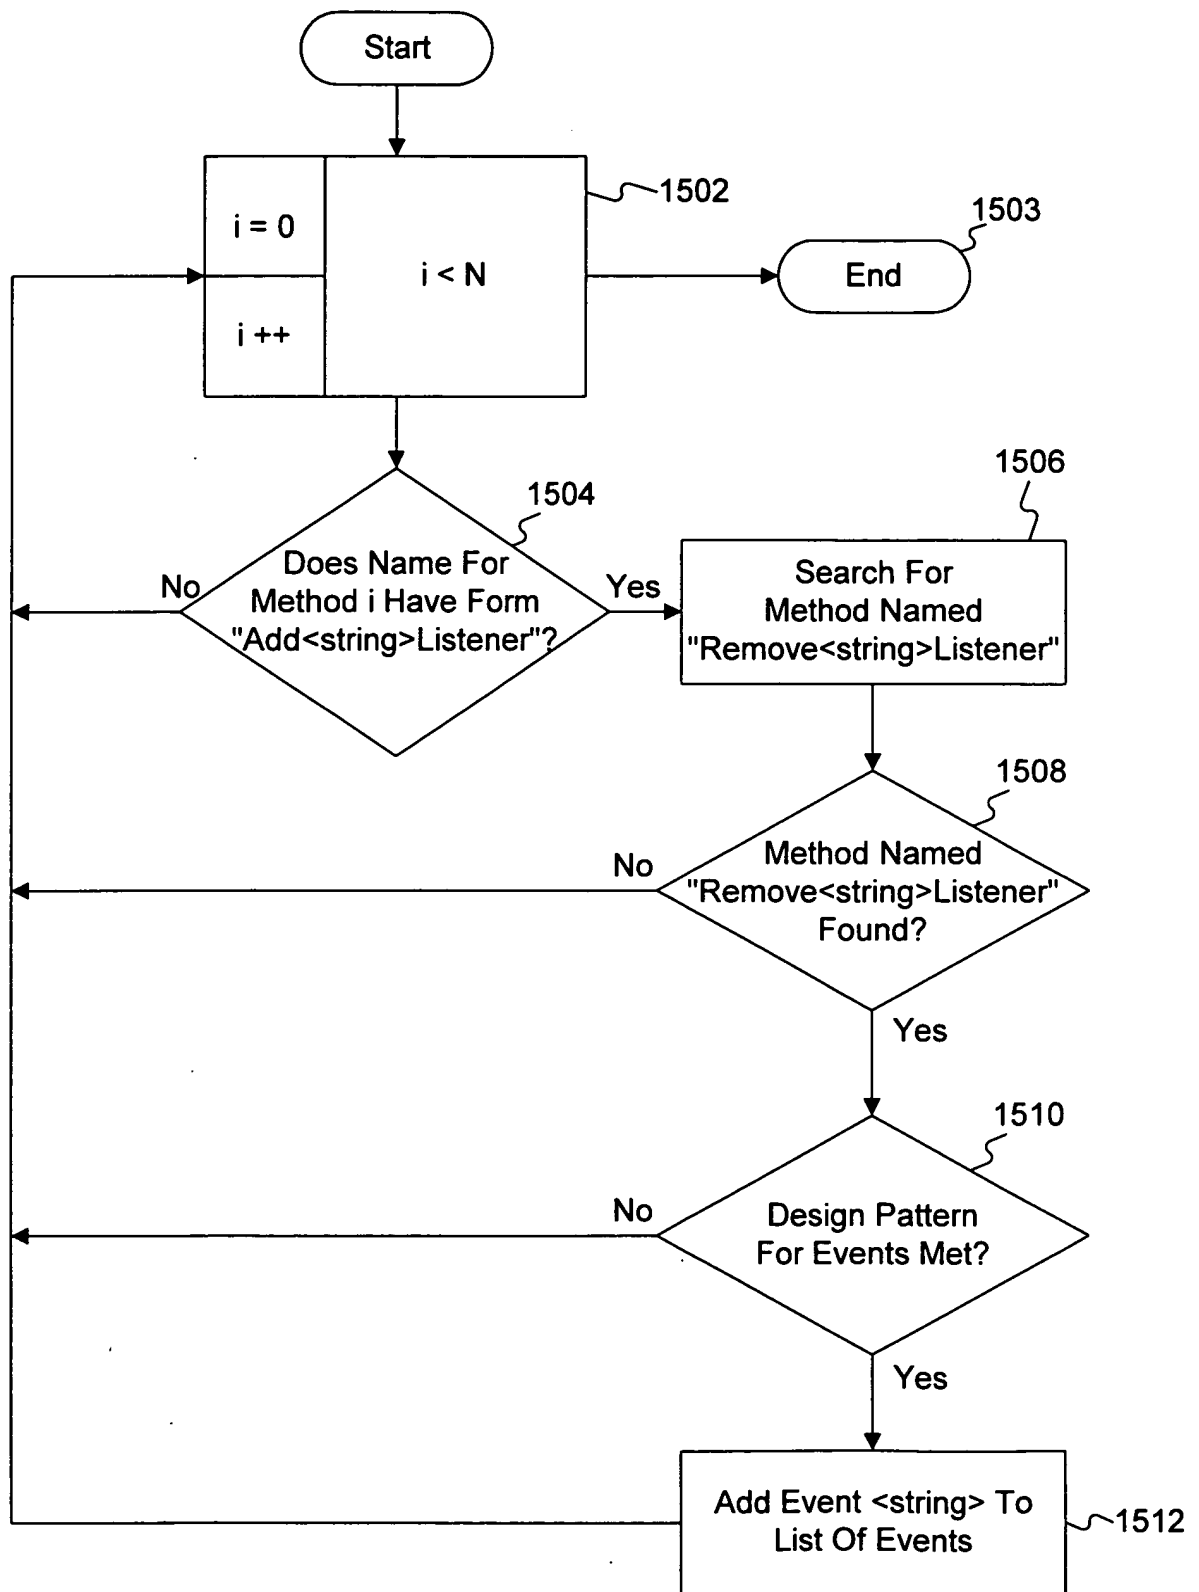 Start
1502
i = 0
i < N
i ++
1503
End
1504
Does Name For
Method i Have Form
"Add<string>Listener"?
No
Yes
1506
Search For
Method Named
"Remove<string>Listener"
1508
Method Named
"Remove<string>Listener"
Found?
No
Yes
1510
Design Pattern
For Events Met?
No
Yes
Add Event <string> To
List Of Events
1512